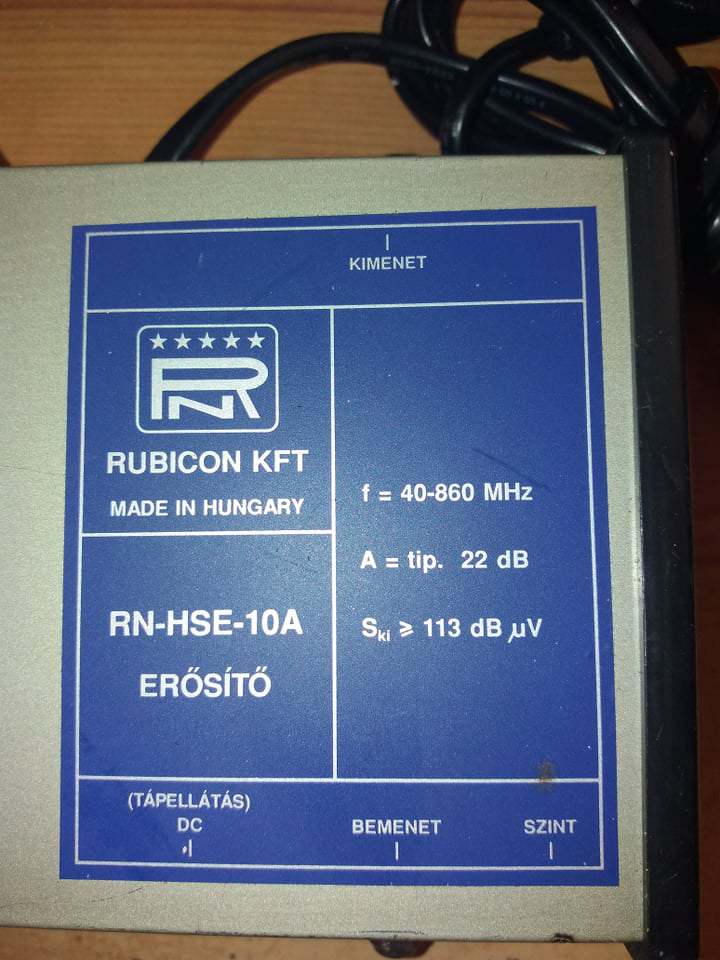 KIMENET
RN
RUBICON KFT
MADE IN HUNGARY
RN-HSE-10A
ERŐSÍTŐ
f = 40-860 MHz
A = tip. 22 dB
Ski ⩾ 113 dB µV
(TÁPELLÁTÁS)
DC
BEMENET
SZINT